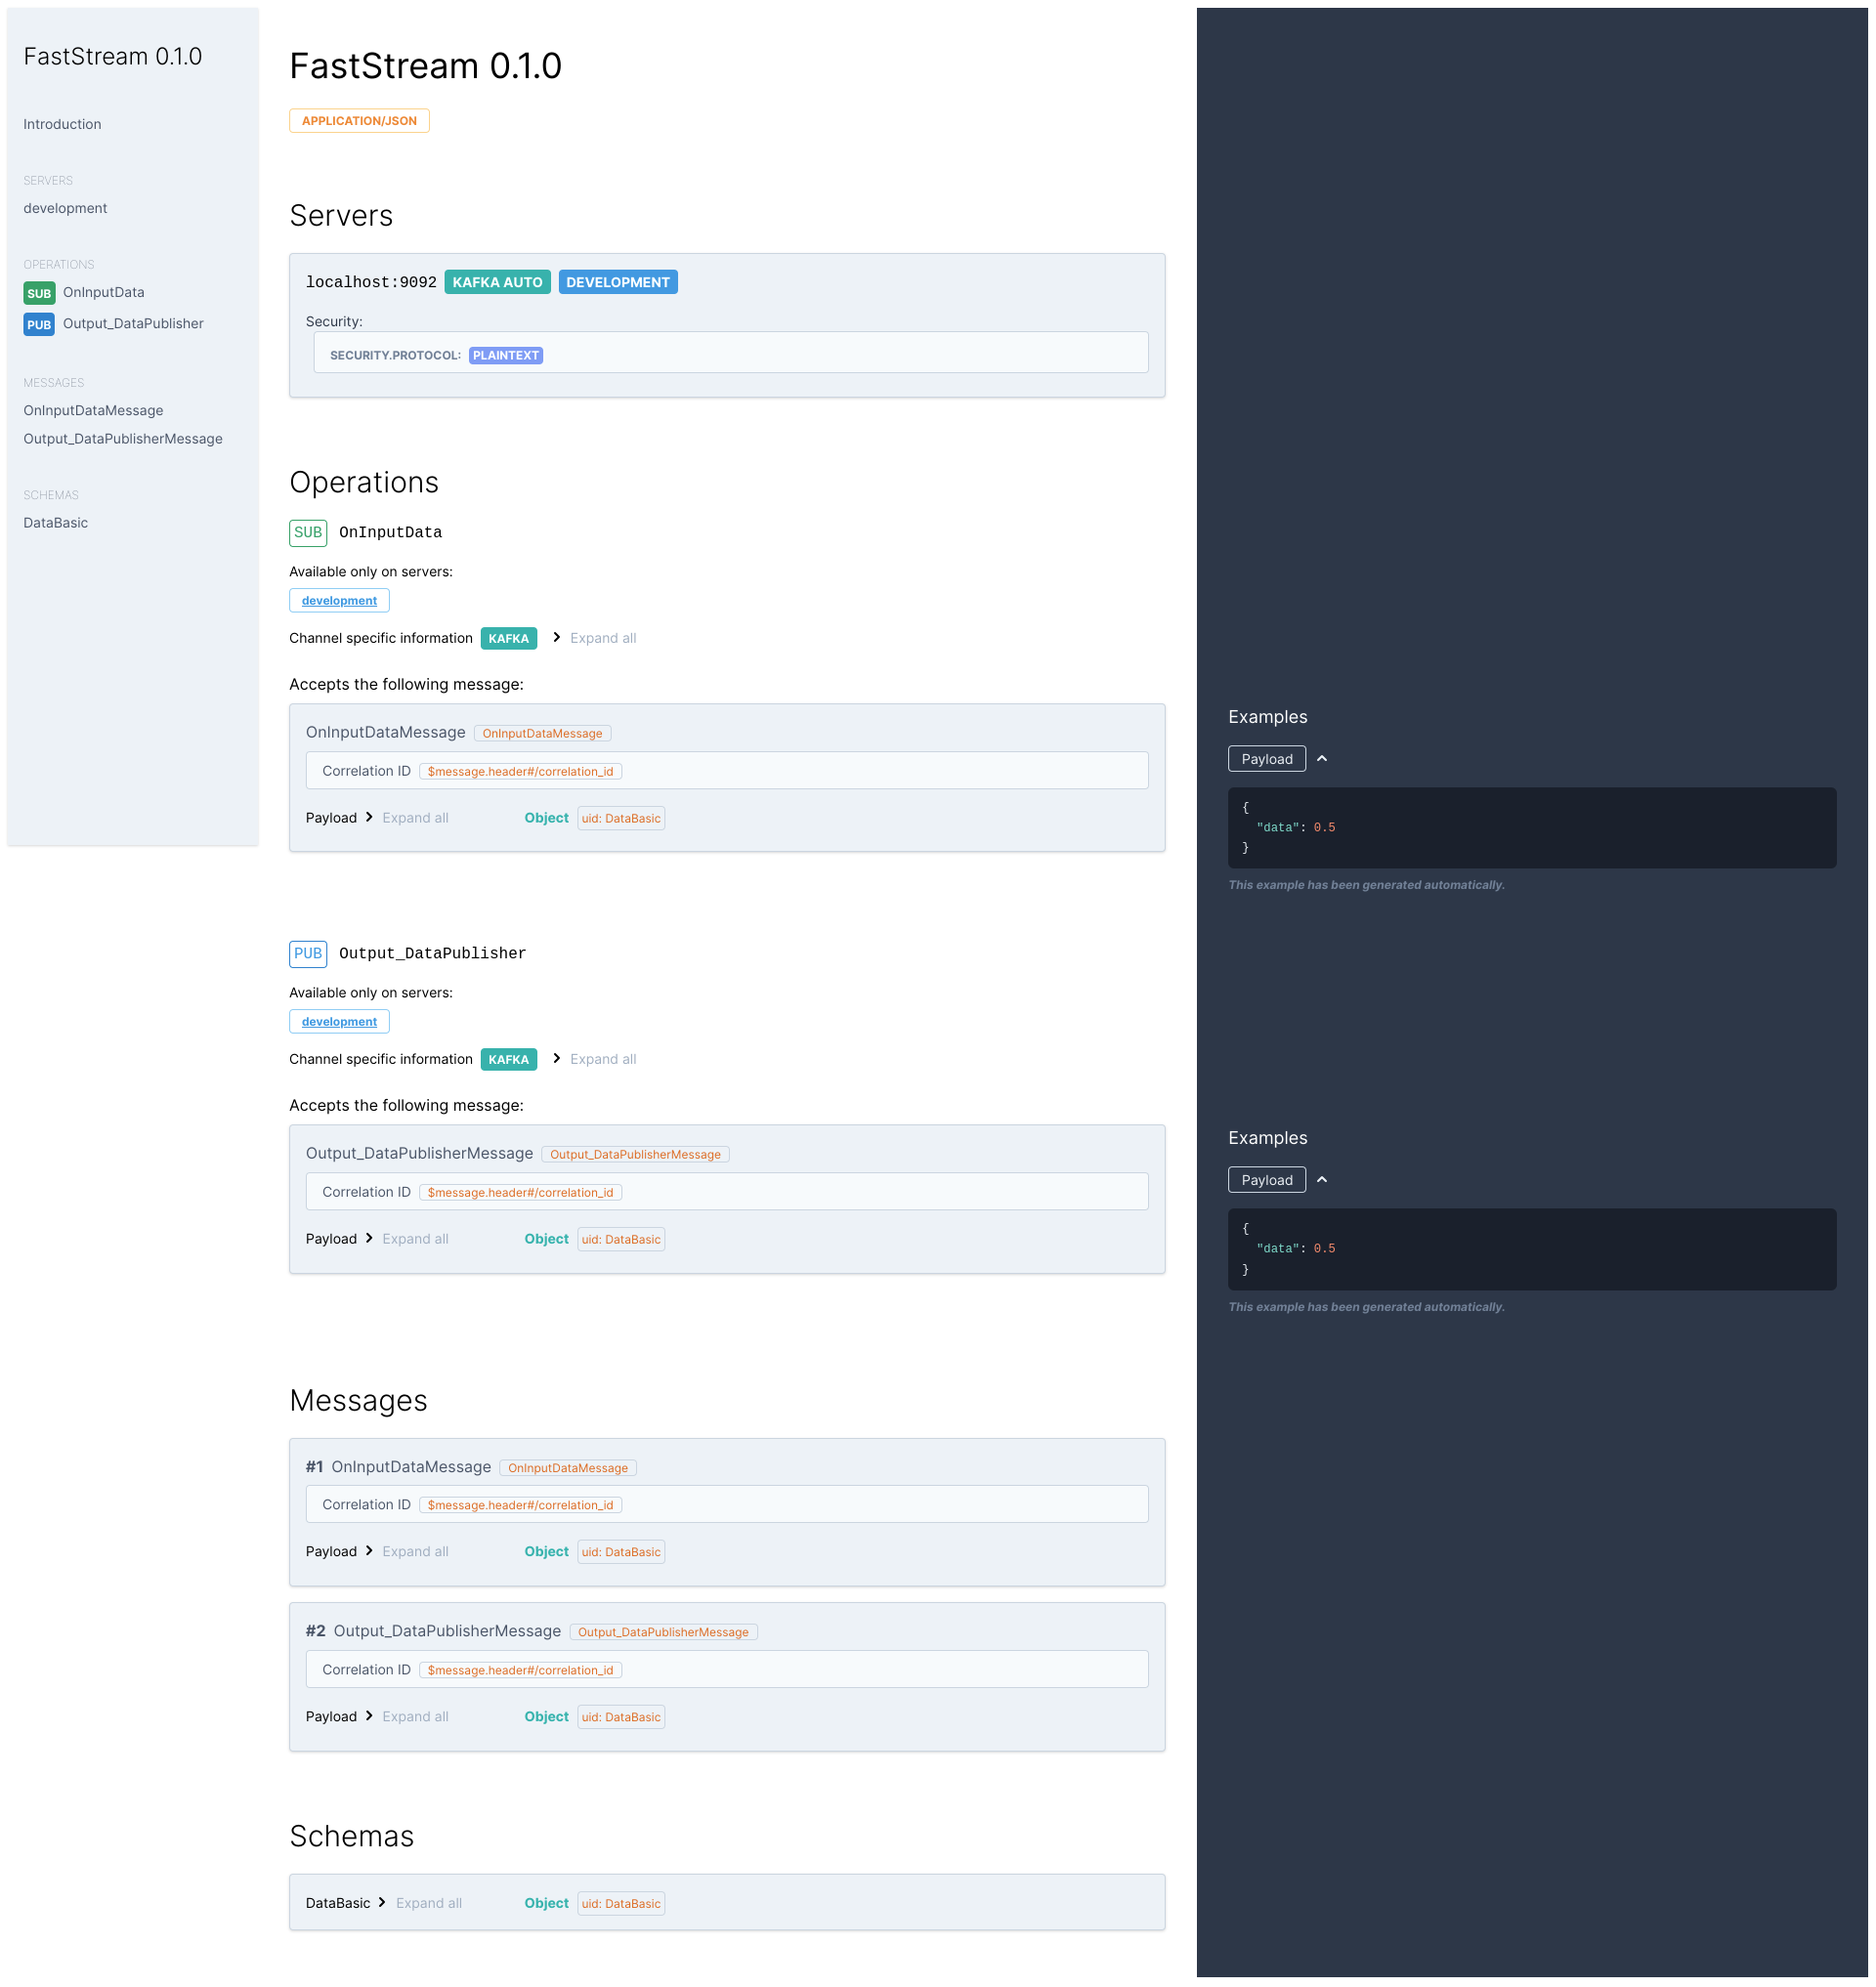 FastStream 0.1.0
Introduction
SERVERS
development
OPERATIONS
SUB OnInputData
PUB Output_DataPublisher
MESSAGES
OnInputDataMessage
Output_DataPublisherMessage
SCHEMAS
DataBasic
FastStream 0.1.0
APPLICATION/JSON
Servers
localhost:9092 KAFKA AUTO DEVELOPMENT
Security:
SECURITY.PROTOCOL: PLAINTEXT
Operations
SUB OnInputData
Available only on servers:
development
Channel specific information KAFKA Expand all
Accepts the following message:
OnInputDataMessage OnInputDataMessage
Correlation ID $message.header#/correlation_id
Payload Expand all Object uid: DataBasic
Examples
Payload
{
"data": 0.5
}
This example has been generated automatically.
PUB Output_DataPublisher
Available only on servers:
development
Channel specific information KAFKA Expand all
Accepts the following message:
Output_DataPublisherMessage Output_DataPublisherMessage
Correlation ID $message.header#/correlation_id
Payload Expand all Object uid: DataBasic
Examples
Payload
{
"data": 0.5
}
This example has been generated automatically.
Messages
#1 OnInputDataMessage OnInputDataMessage
Correlation ID $message.header#/correlation_id
Payload Expand all Object uid: DataBasic
#2 Output_DataPublisherMessage Output_DataPublisherMessage
Correlation ID $message.header#/correlation_id
Payload Expand all Object uid: DataBasic
Schemas
DataBasic Expand all Object uid: DataBasic